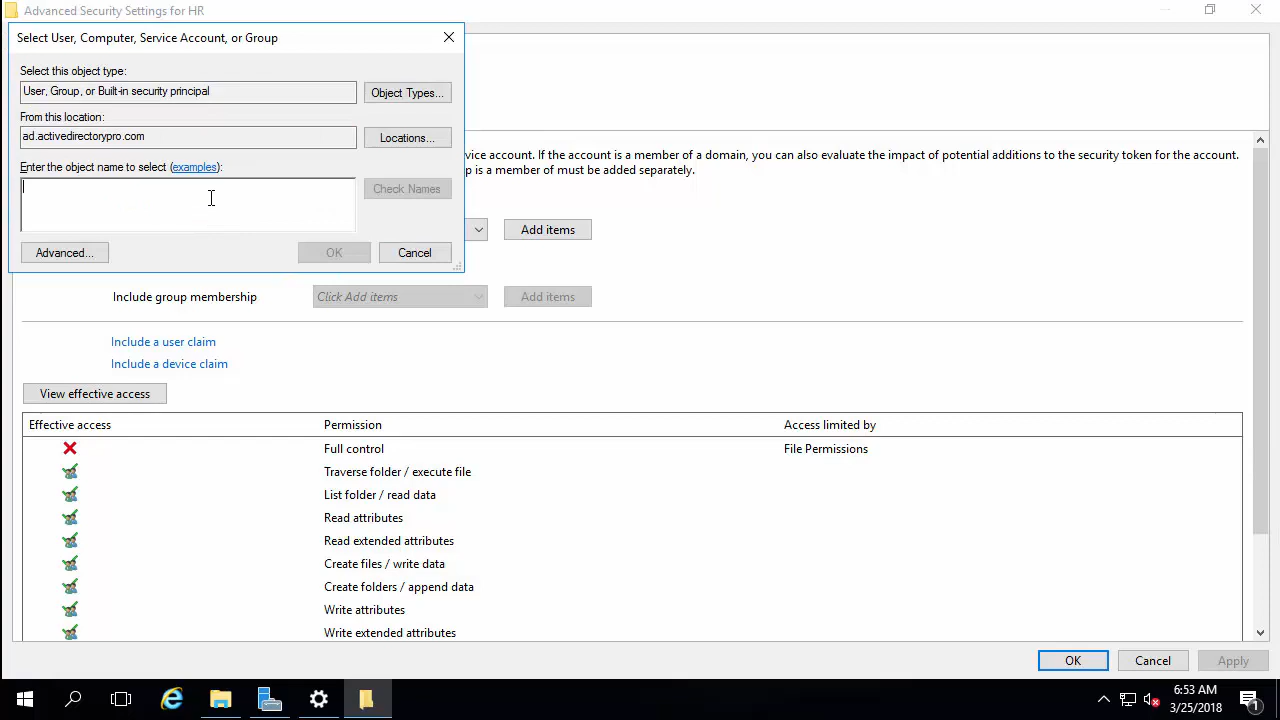 Advanced Security Settings for HR
Select User, Computer, Service Account, or Group
Select this object type:
User, Group, or Built-in security principal
Object Types...
From this location:
ad.activedirectorypro.com
Locations...
Enter the object name to select (examples):
Check Names
Advanced...
OK
Cancel
vice account. If the account is a member of a domain, you can also evaluate the impact of potential additions to the security token for the account.
p is a member of must be added separately.
Add items
Include group membership
Click Add items
Add items
Include a user claim
Include a device claim
View effective access
Effective access
Permission
Access limited by
Full control
File Permissions
Traverse folder / execute file
List folder / read data
Read attributes
Read extended attributes
Create files / write data
Create folders / append data
Write attributes
Write extended attributes
OK
Cancel
Apply
6:53 AM
3/25/2018
1